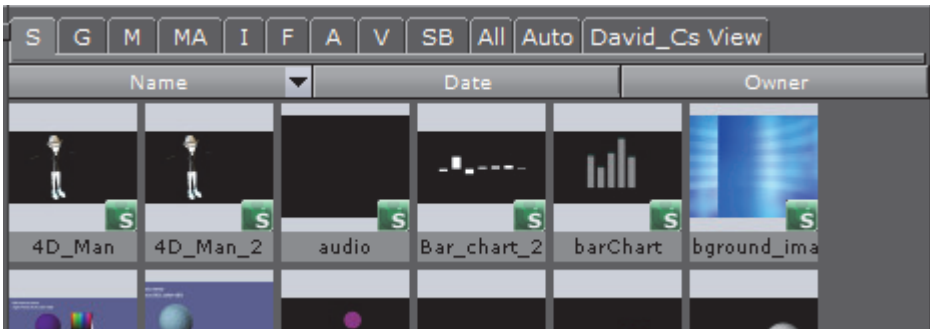 S G M MA I F A V SB All Auto David_Cs View
Name Date Owner
S S S S S S
4D_Man 4D_Man_2 audio Bar_chart_2 barChart bground_ima